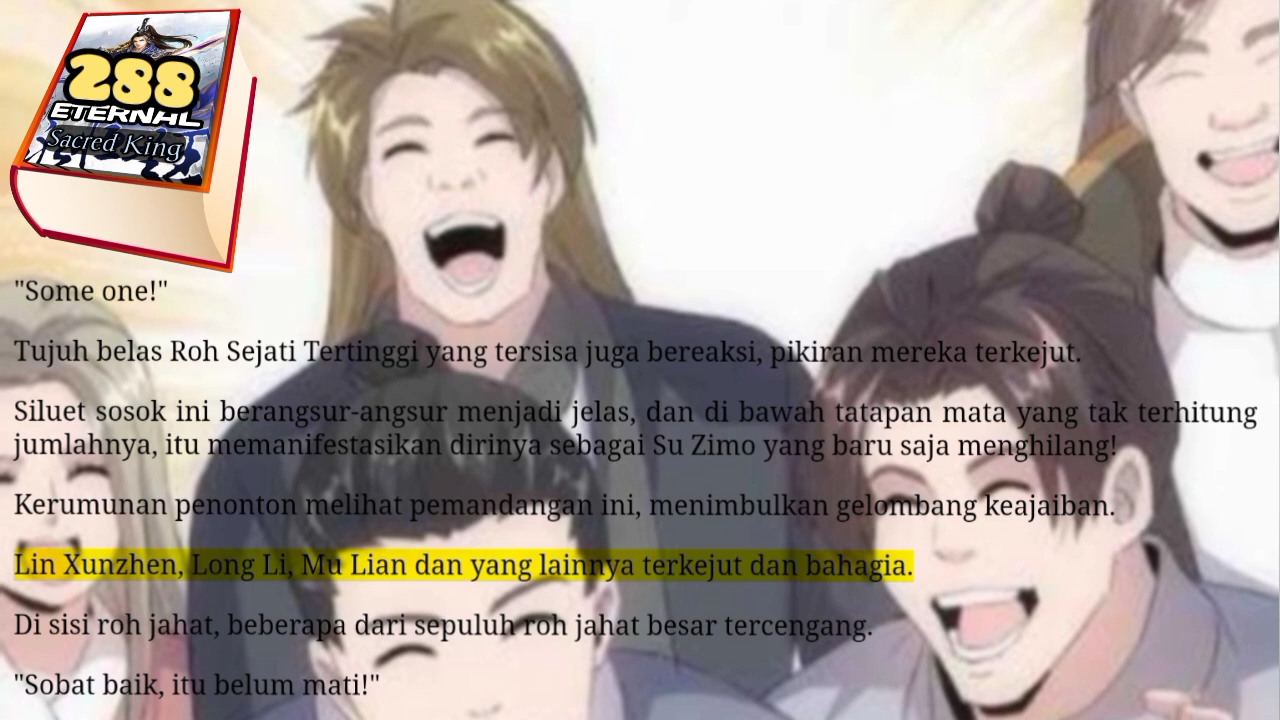 288
ETERNAL
Sacred King
"Some one!"
Tujuh belas Roh Sejati Tertinggi yang tersisa juga bereaksi, pikiran mereka terkejut.
Siluet sosok ini berangsur-angsur menjadi jelas, dan di bawah tatapan mata yang tak terhitung
jumlahnya, itu memanifestasikan dirinya sebagai Su Zimo yang baru saja menghilang!
Kerumunan penonton melihat pemandangan ini, menimbulkan gelombang keajaiban.
Lin Xunzhen, Long Li, Mu Lian dan yang lainnya terkejut dan bahagia.
Di sisi roh jahat, beberapa dari sepuluh roh jahat besar tercengang.
"Sobat baik, itu belum mati!"